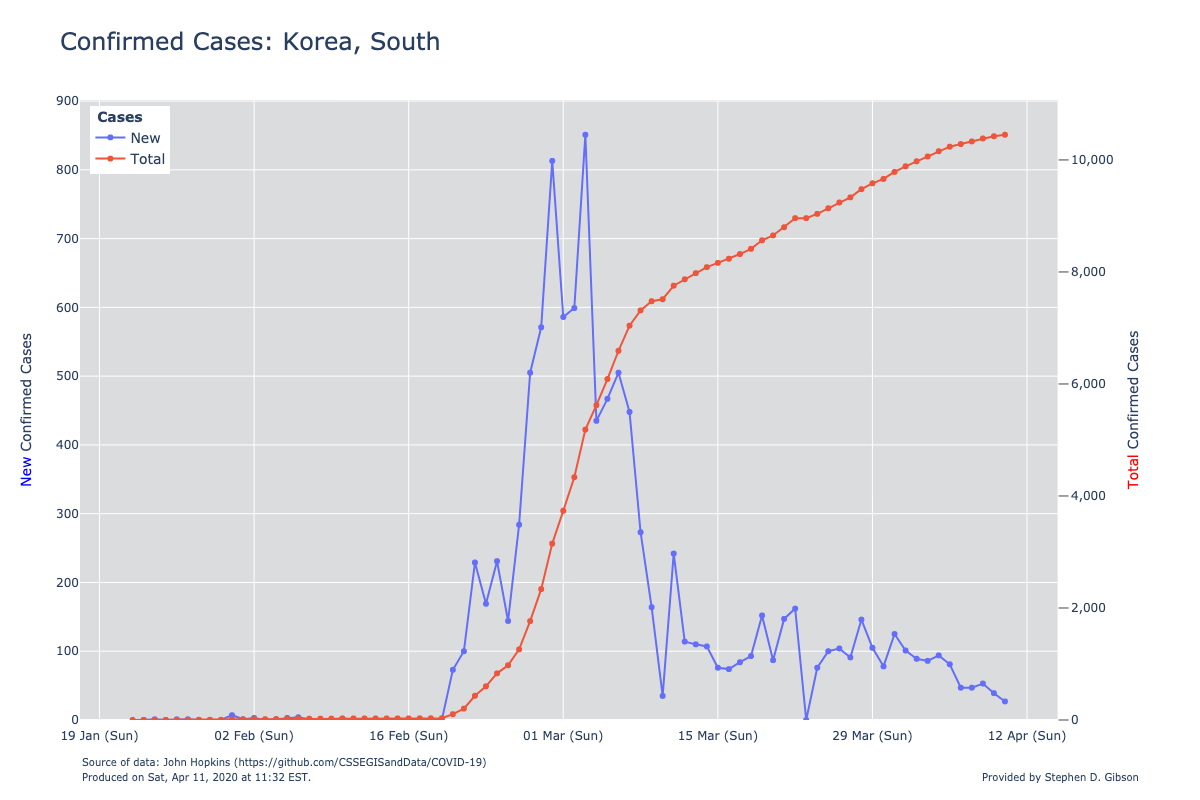 Confirmed Cases: Korea, South
Cases
New
Total
900
800
700
600
500
400
300
200
100
0
10,000
8,000
6,000
4,000
2,000
0
New Confirmed Cases
Total Confirmed Cases
19 Jan (Sun)
02 Feb (Sun)
16 Feb (Sun)
01 Mar (Sun)
15 Mar (Sun)
29 Mar (Sun)
12 Apr (Sun)
Source of data: John Hopkins (https://github.com/CSSEGISandData/COVID-19)
Produced on Sat, Apr 11, 2020 at 11:32 EST.
Provided by Stephen D. Gibson